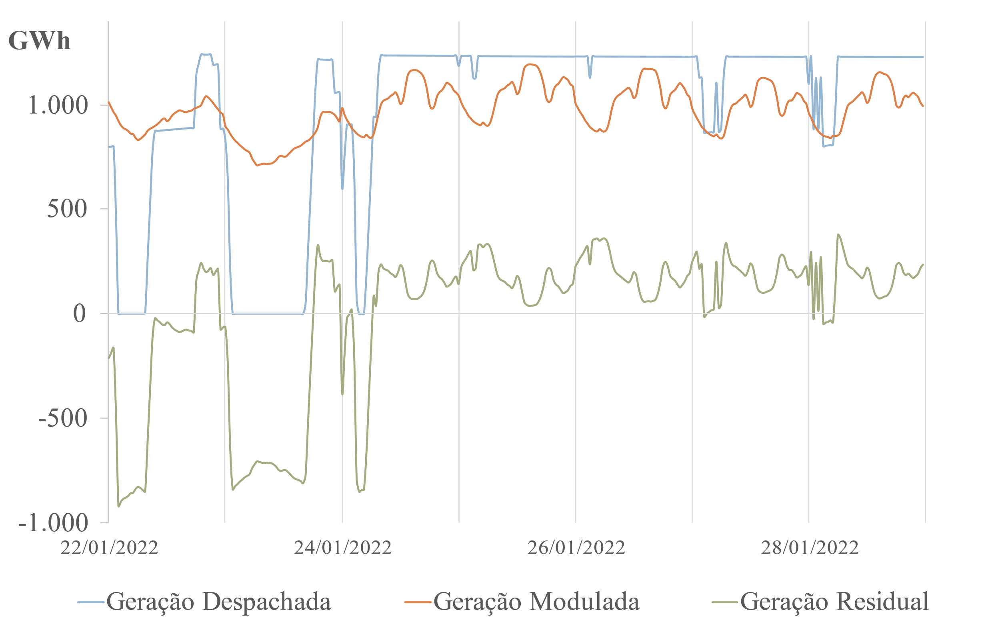 GWh
1.000
500
0
-500
-1.000
22/01/2022 24/01/2022 26/01/2022 28/01/2022
Geração Despachada Geração Modulada Geração Residual